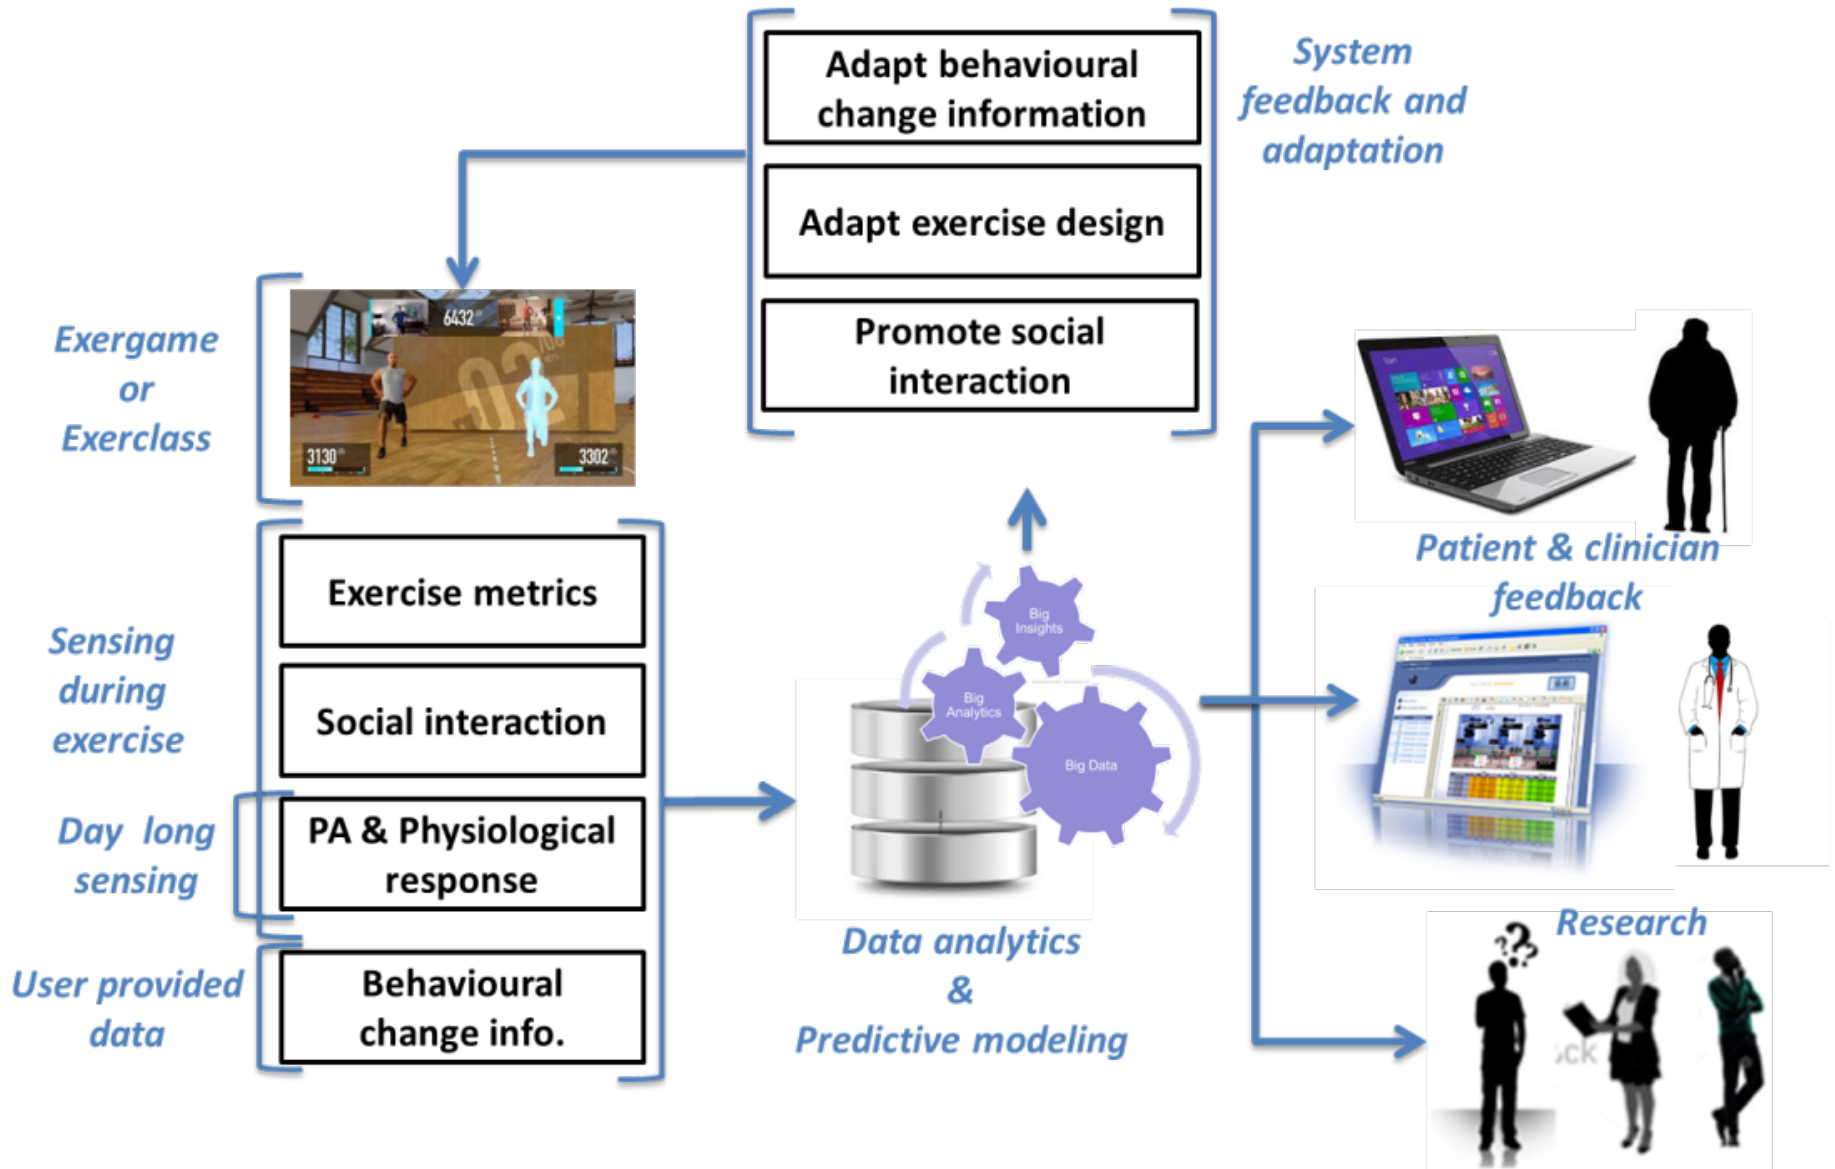 Adapt behavioural
change information
Adapt exercise design
Promote social
interaction
System
feedback and
adaptation
Exergame
or
Exerclass
6432
3130
3302
Exercise metrics
Social interaction
PA & Physiological
response
Behavioural
change info.
Sensing
during
exercise
Day long
sensing
User provided
data
Big
Insights
Big
Analytics
Big Data
Data analytics
&
Predictive modeling
Start
Patient & clinician
feedback
Research
ck